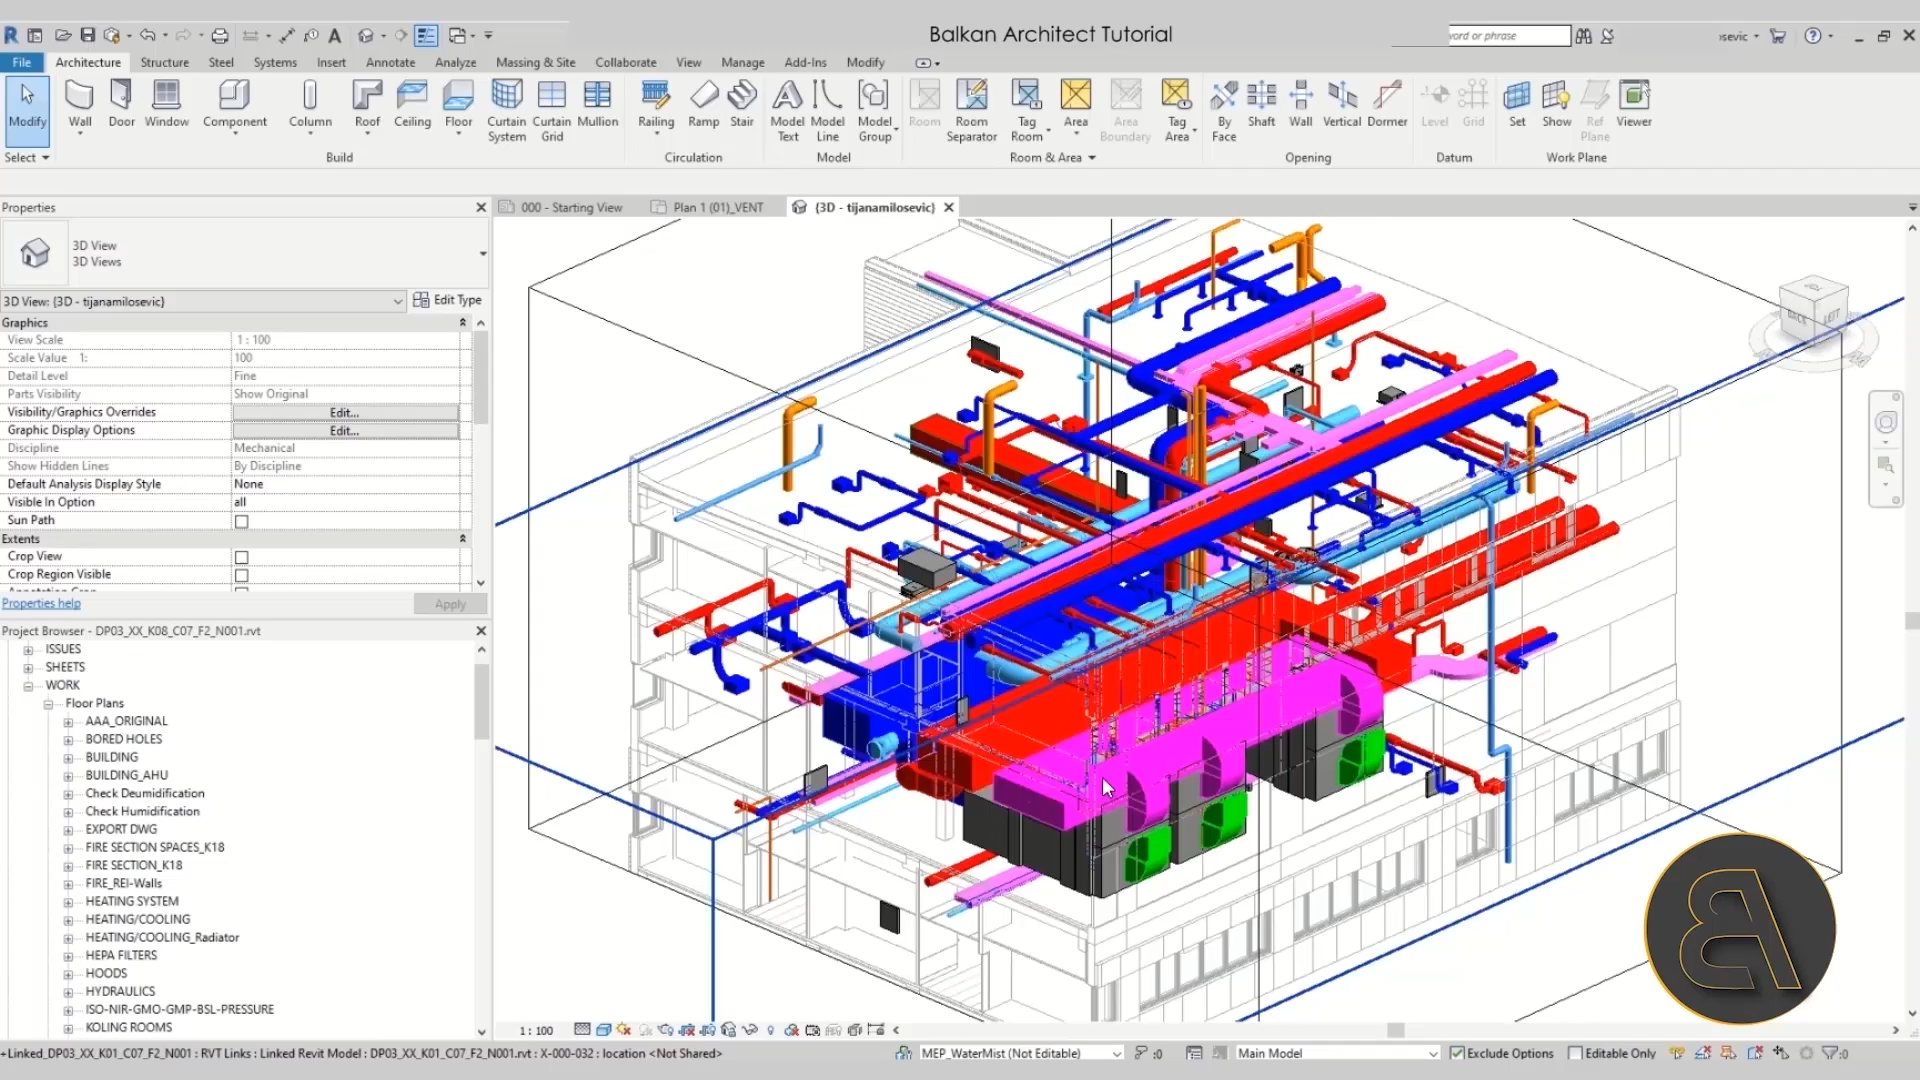 Balkan Architect Tutorial
word or phrase
File Architecture Structure Steel Systems Insert Annotate Analyze Massing & Site Collaborate View Manage Add-Ins Modify
Modify Wall Door Window Component Column Roof Ceiling Floor Curtain System Curtain Grid Mullion Railing Ramp Stair Model Text Model Line Model Group Room Room Separator Tag Room Area Area Boundary Tag Area By Face Shaft Wall Vertical Dormer Level Grid Set Show Ref Plane Viewer
Select Build Circulation Model Room & Area Opening Datum Work Plane
Properties
000 - Starting View Plan 1 (01)_VENT {3D - tijanamilosevic}
3D View
3D Views
3D View: {3D - tijanamilosevic} Edit Type
Graphics
View Scale 1 : 100
Scale Value 1: 100
Detail Level Fine
Parts Visibility Show Original
Visibility/Graphics Overrides Edit...
Graphic Display Options Edit...
Discipline Mechanical
Show Hidden Lines By Discipline
Default Analysis Display Style None
Visible In Option all
Sun Path
Extents
Crop View
Crop Region Visible
Properties help Apply
Project Browser - DP03_XX_K08_C07_F2_N001.rvt
ISSUES
SHEETS
WORK
Floor Plans
AAA_ORIGINAL
BORED HOLES
BUILDING
BUILDING_AHU
Check Deumidification
Check Humidification
EXPORT DWG
FIRE SECTION SPACES_K18
FIRE SECTION_K18
FIRE_REI-Walls
HEATING SYSTEM
HEATING/COOLING
HEATING/COOLING_Radiator
HEPA FILTERS
HOODS
HYDRAULICS
ISO-NIR-GMO-GMP-BSL-PRESSURE
KOLING ROOMS
BACK LEFT
1 : 100
+Linked_DP03_XX_K01_C07_F2_N001 : RVT Links : Linked Revit Model : DP03_XX_K01_C07_F2_N001.rvt : X-000-032 : location <Not Shared> MEP_WaterMist (Not Editable) :0 Main Model Exclude Options Editable Only :0